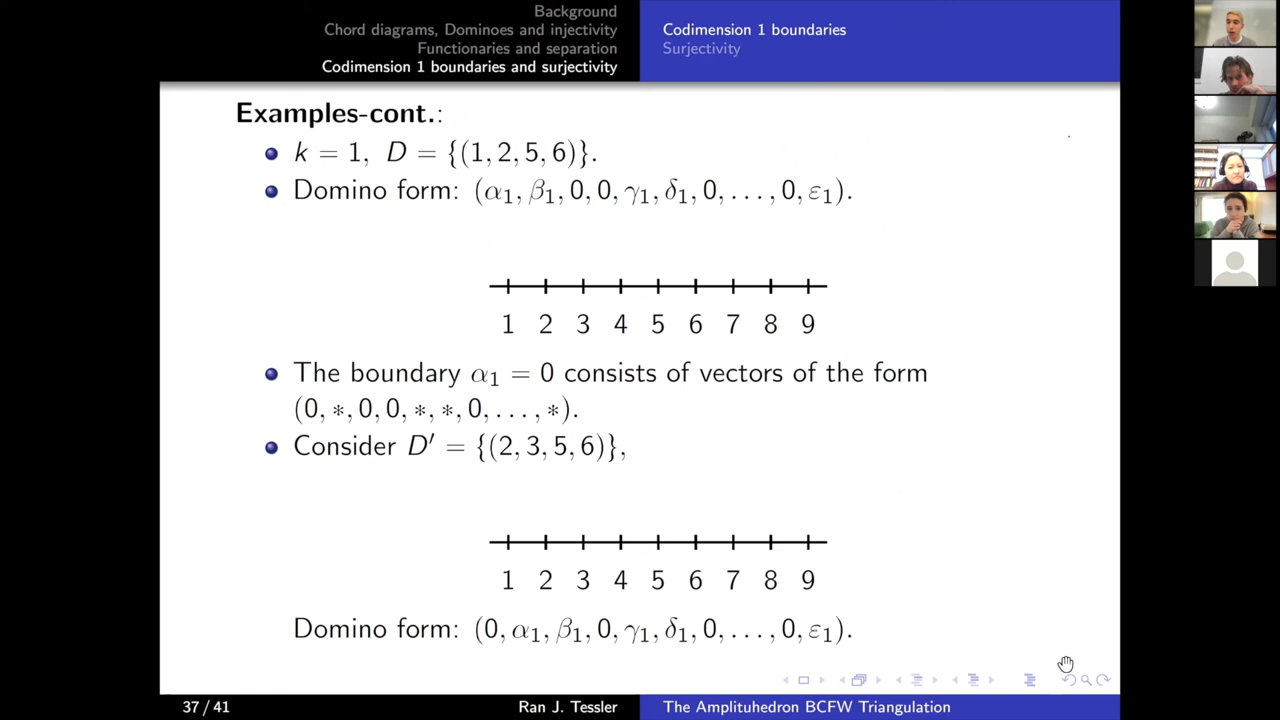 Background
Chord diagrams, Dominoes and injectivity
Functionaries and separation
Codimension 1 boundaries and surjectivity
Codimension 1 boundaries
Surjectivity
Examples-cont.:
k = 1, D = {(1, 2, 5, 6)}.
Domino form: (α₁, β₁, 0, 0, γ₁, δ₁, 0, . . . , 0, ε₁).
1 2 3 4 5 6 7 8 9
The boundary α₁ = 0 consists of vectors of the form
(0, ∗, 0, 0, ∗, ∗, 0, . . . , ∗).
Consider D′ = {(2, 3, 5, 6)},
1 2 3 4 5 6 7 8 9
Domino form: (0, α₁, β₁, 0, γ₁, δ₁, 0, . . . , 0, ε₁).
37 / 41
Ran J. Tessler
The Amplituhedron BCFW Triangulation